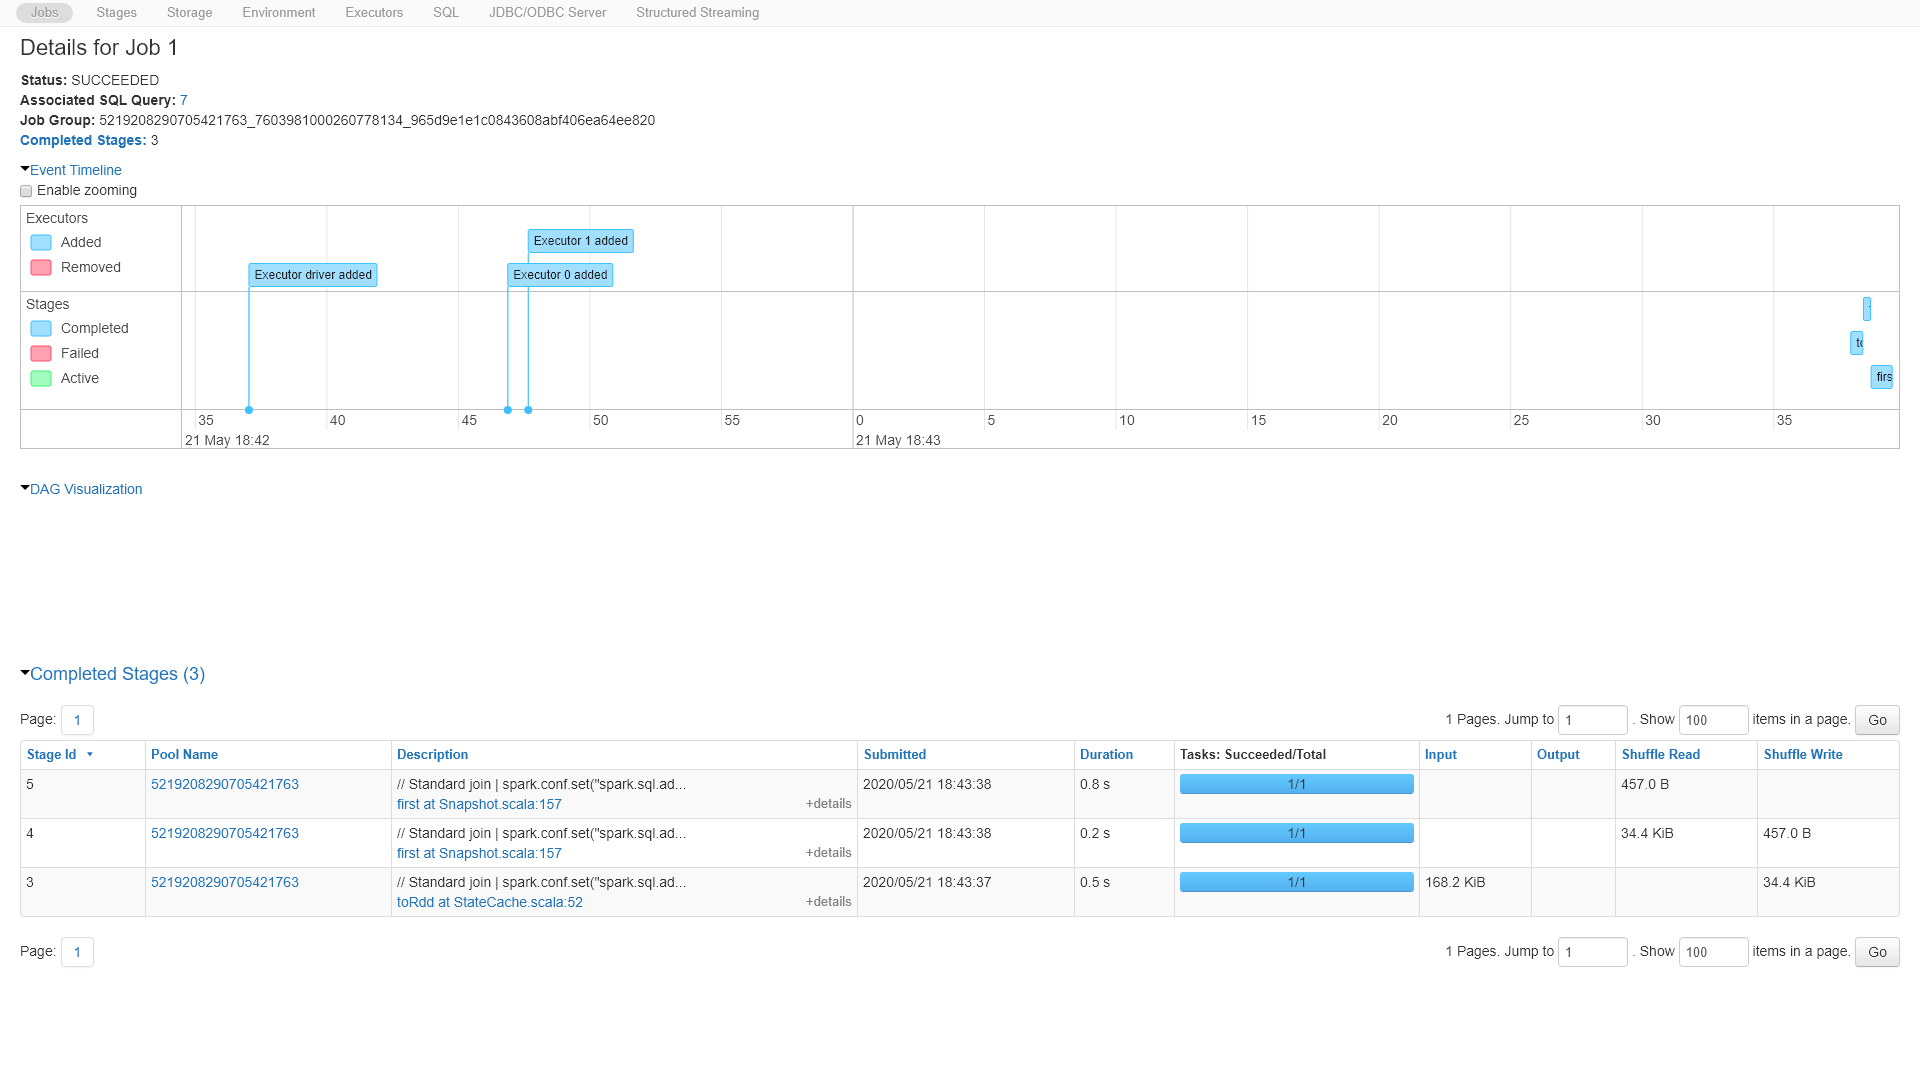 Jobs Stages Storage Environment Executors SQL JDBC/ODBC Server Structured Streaming
Details for Job 1
Status: SUCCEEDED
Associated SQL Query: 7
Job Group: 5219208290705421763_7603981000260778134_965d9e1e1c0843608abf406ea64ee820
Completed Stages: 3
Event Timeline
Enable zooming
Executors
Added
Removed
Executor 1 added
Executor driver added
Executor 0 added
Stages
Completed
Failed
Active
firs
35 40 45 50 55 0 5 10 15 20 25 30 35
21 May 18:42 21 May 18:43
DAG Visualization
Completed Stages (3)
Page: 1 1 Pages. Jump to 1 . Show 100 items in a page. Go
Stage Id Pool Name Description Submitted Duration Tasks: Succeeded/Total Input Output Shuffle Read Shuffle Write
5 5219208290705421763 // Standard join | spark.conf.set("spark.sql.ad... 2020/05/21 18:43:38 0.8 s 1/1 457.0 B
first at Snapshot.scala:157 +details
4 5219208290705421763 // Standard join | spark.conf.set("spark.sql.ad... 2020/05/21 18:43:38 0.2 s 1/1 34.4 KiB 457.0 B
first at Snapshot.scala:157 +details
3 5219208290705421763 // Standard join | spark.conf.set("spark.sql.ad... 2020/05/21 18:43:37 0.5 s 1/1 168.2 KiB 34.4 KiB
toRdd at StateCache.scala:52 +details
Page: 1 1 Pages. Jump to 1 . Show 100 items in a page. Go